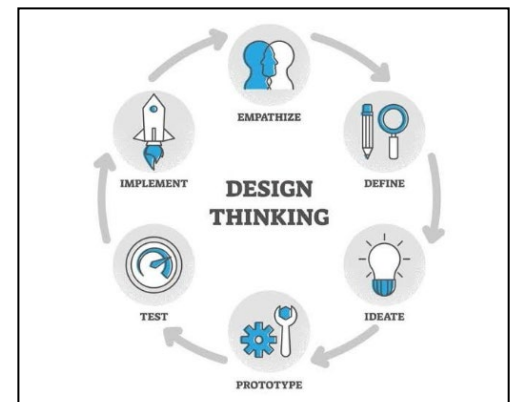 EMPATHIZE
DEFINE
IDEATE
PROTOTYPE
TEST
IMPLEMENT
DESIGN
THINKING